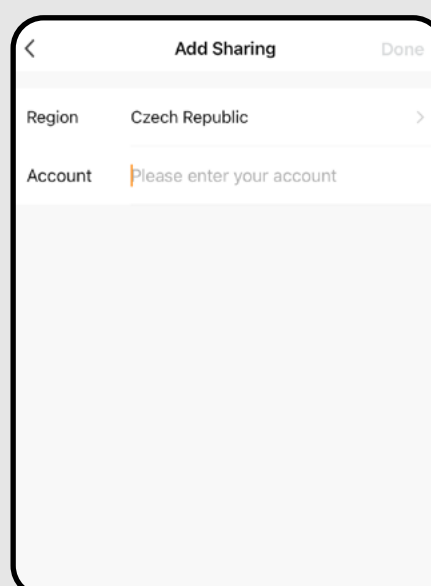 Add Sharing Done
Region Czech Republic
Account Please enter your account